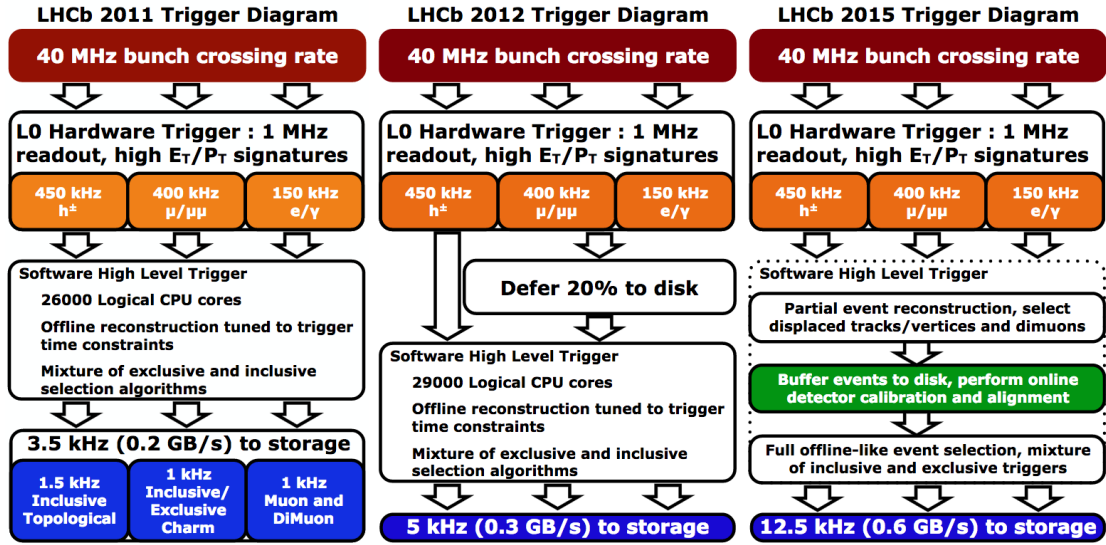 LHCb 2011 Trigger Diagram
40 MHz bunch crossing rate
L0 Hardware Trigger : 1 MHz
readout, high E_T/P_T signatures
450 kHz
h±
400 kHz
μ/μμ
150 kHz
e/γ
Software High Level Trigger
26000 Logical CPU cores
Offline reconstruction tuned to trigger
time constraints
Mixture of exclusive and inclusive
selection algorithms
3.5 kHz (0.2 GB/s) to storage
1.5 kHz
Inclusive
Topological
1 kHz
Inclusive/
Exclusive
Charm
1 kHz
Muon and
DiMuon
LHCb 2012 Trigger Diagram
40 MHz bunch crossing rate
L0 Hardware Trigger : 1 MHz
readout, high E_T/P_T signatures
450 kHz
h±
400 kHz
μ/μμ
150 kHz
e/γ
Defer 20% to disk
Software High Level Trigger
29000 Logical CPU cores
Offline reconstruction tuned to trigger
time constraints
Mixture of exclusive and inclusive
selection algorithms
5 kHz (0.3 GB/s) to storage
LHCb 2015 Trigger Diagram
40 MHz bunch crossing rate
L0 Hardware Trigger : 1 MHz
readout, high E_T/P_T signatures
450 kHz
h±
400 kHz
μ/μμ
150 kHz
e/γ
Software High Level Trigger
Partial event reconstruction, select
displaced tracks/vertices and dimuons
Buffer events to disk, perform online
detector calibration and alignment
Full offline-like event selection, mixture
of inclusive and exclusive triggers
12.5 kHz (0.6 GB/s) to storage